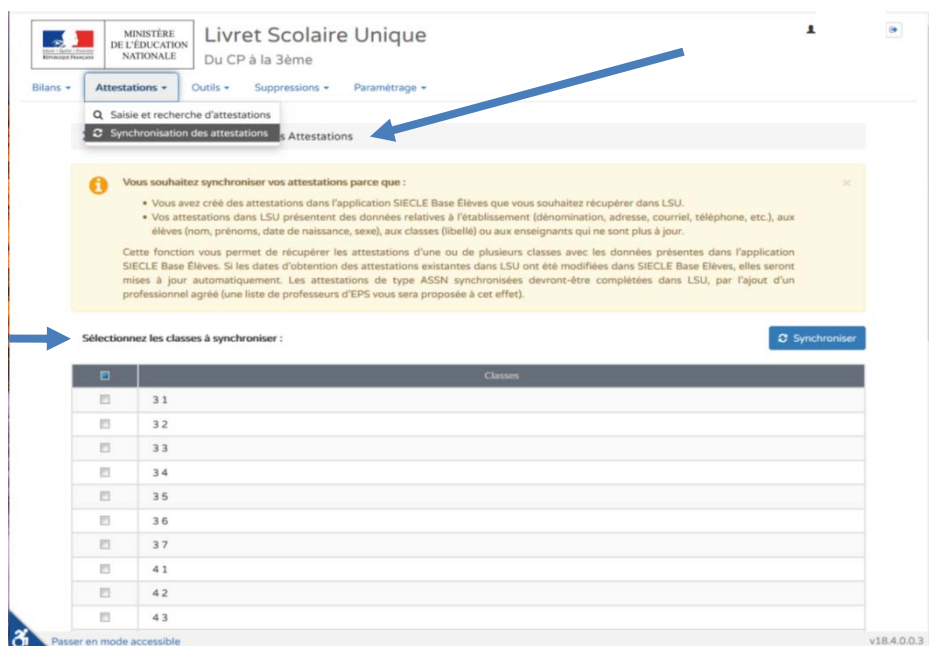 MINISTÈRE
DE L'ÉDUCATION
NATIONALE
Livret Scolaire Unique
Du CP à la 3ème
Bilans
Attestations
Outils
Suppressions
Paramétrage
Saisie et recherche d'attestations
Synchronisation des attestations
s Attestations
Vous souhaitez synchroniser vos attestations parce que :
• Vous avez créé des attestations dans l'application SIECLE Base Élèves que vous souhaitez récupérer dans LSU.
• Vos attestations dans LSU présentent des données relatives à l'établissement (dénomination, adresse, courriel, téléphone, etc.), aux
élèves (nom, prénoms, date de naissance, sexe), aux classes (libellé) ou aux enseignants qui ne sont plus à jour.
Cette fonction vous permet de récupérer les attestations d'une ou de plusieurs classes avec les données présentes dans l'application
SIECLE Base Élèves. Si les dates d'obtention des attestations existantes dans LSU ont été modifiées dans SIECLE Base Elèves, elles seront
mises à jour automatiquement. Les attestations de type ASSN synchronisées devront-être complétées dans LSU, par l'ajout d'un
professionnel agréé (une liste de professeurs d'EPS vous sera proposée à cet effet).
Sélectionnez les classes à synchroniser :
Synchroniser
Classes
3 1
3 2
3 3
3 4
3 5
3 6
3 7
4 1
4 2
4 3
Passer en mode accessible
v18.4.0.0.3